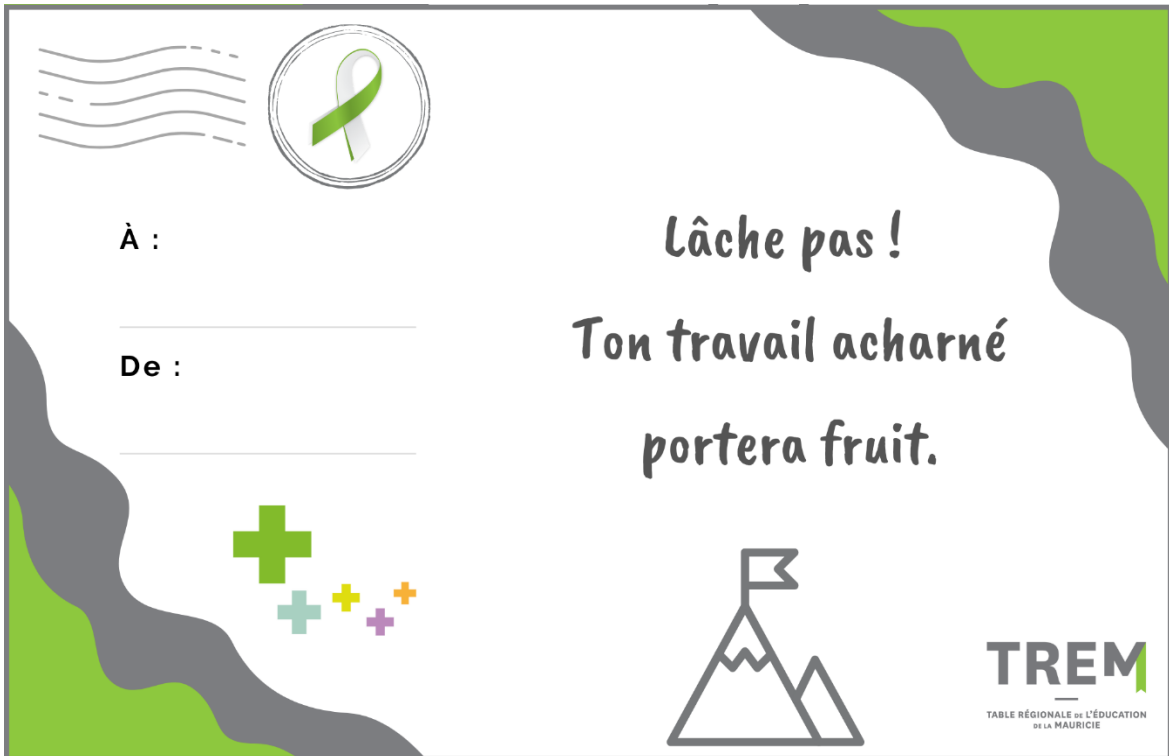 À :
De :
Lâche pas !
Ton travail acharné
portera fruit.
TREM
TABLE RÉGIONALE DE L'ÉDUCATION
DE LA MAURICIE